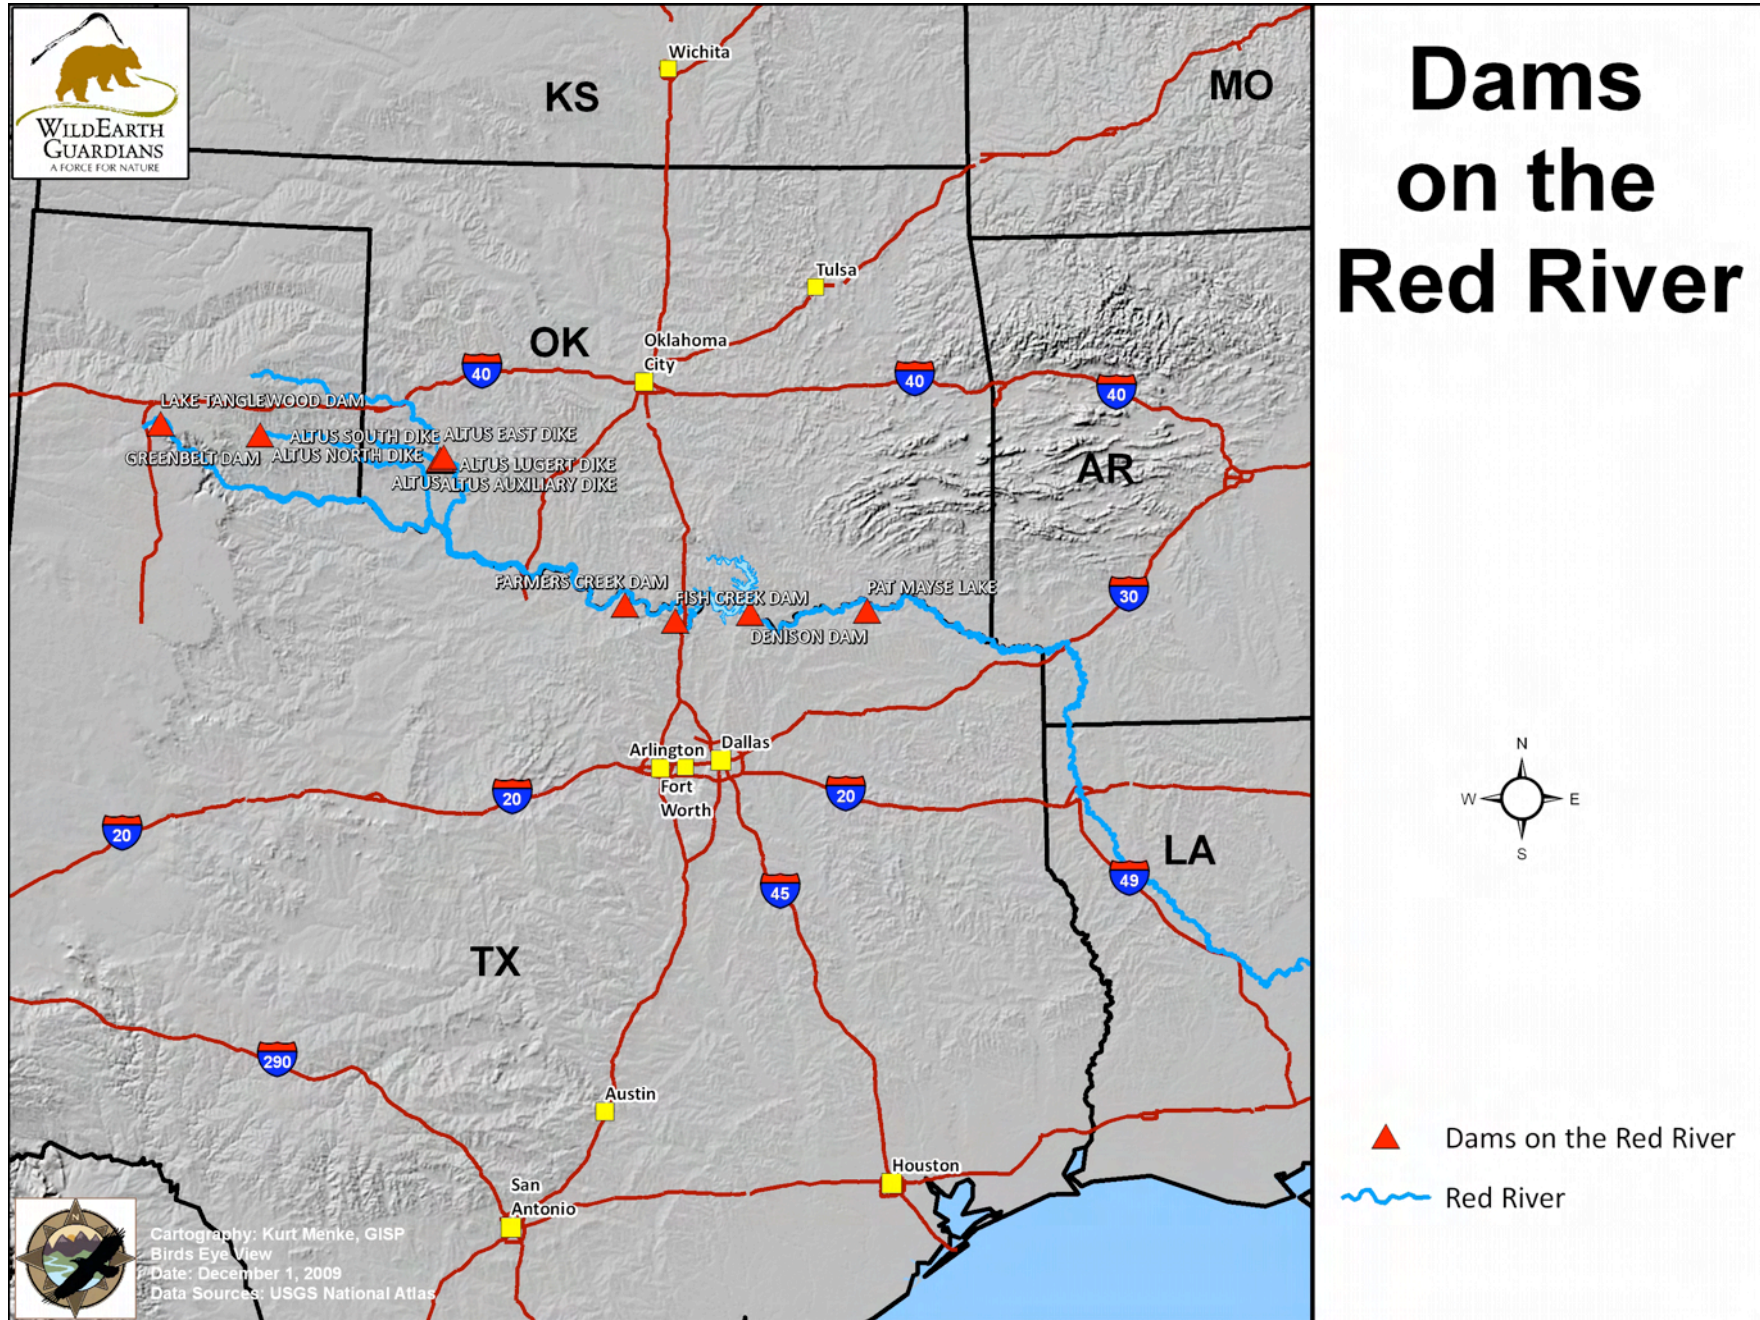 WILDEARTH
GUARDIANS
A FORCE FOR NATURE
Dams
on the
Red River
Wichita
KS
MO
Tulsa
OK
Oklahoma
City
40
40
40
LAKE TANGLEWOOD DAM
ALTUS SOUTH DIKE
ALTUS EAST DIKE
GREENBELT DAM
ALTUS NORTH DIKE
ALTUS LUGERT DIKE
ALTUS
ALTUS AUXILIARY DIKE
AR
FARMERS CREEK DAM
FISH CREEK DAM
PAT MAYSE LAKE
30
DENISON DAM
Arlington
Dallas
Fort
Worth
20
20
20
N
W
E
S
LA
49
45
TX
290
Austin
Houston
San
Antonio
Dams on the Red River
Red River
N
Cartography: Kurt Menke, GISP
Birds Eye View
Date: December 1, 2009
Data Sources: USGS National Atlas